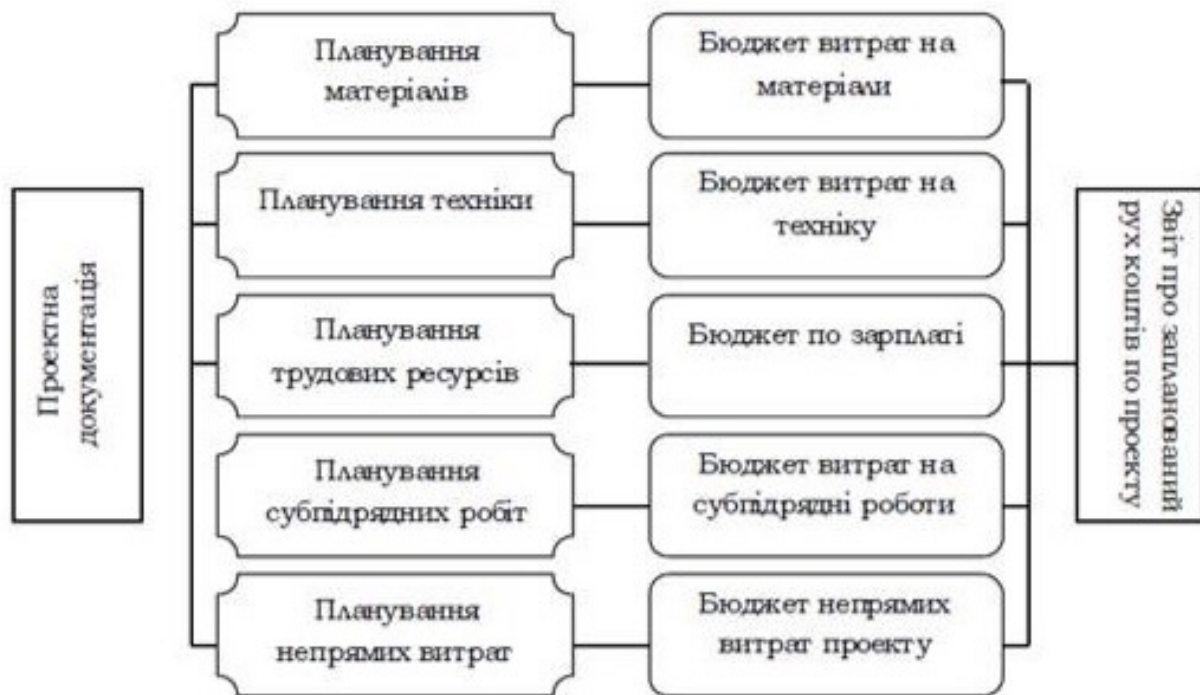 Проектна
документація
Планування
матеріалів
Бюджет витрат на
матеріали
Планування техніки
Бюджет витрат на
техніку
Планування
трудових ресурсів
Бюджет по зарплаті
Планування
субпідрядних робіт
Бюджет витрат на
субпідрядні роботи
Планування
непрямих витрат
Бюджет непрямих
витрат проекту
Звіт про запланований
рух коштів по проекту